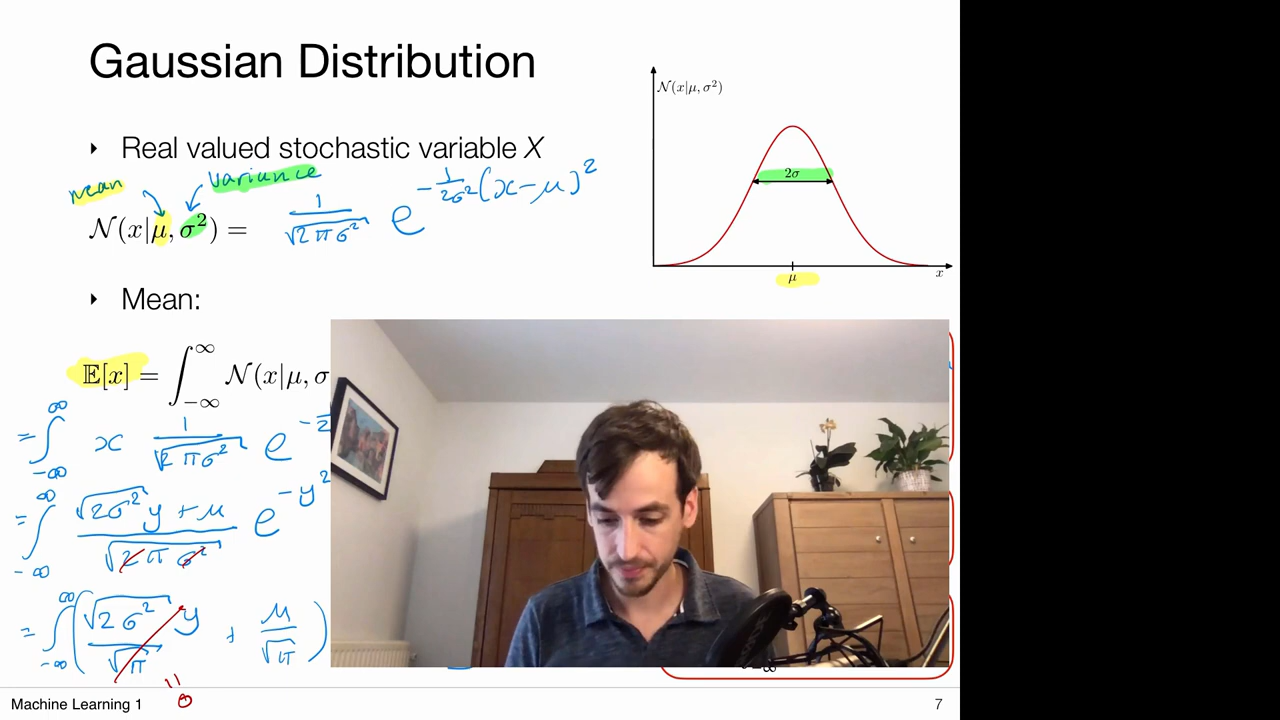 Gaussian Distribution
N(x|μ, σ²)
‣ Real valued stochastic variable X
mean variance
N(x|μ, σ²) = 1/√(2πσ²) e^(-1/(2σ²)(x-μ)²)
2σ
μ
x
‣ Mean:
E[x] = ∫_{-∞}^{∞} N(x|μ, σ
= ∫_{-∞}^{∞} x 1/√(2πσ²) e
= ∫_{-∞}^{∞} (√(2σ²) y + μ)/√(2πσ²) e^(-y²
= ∫_{-∞}^{∞} (√(2σ²)/√π y + μ/√π)
= 0
Machine Learning 1
7